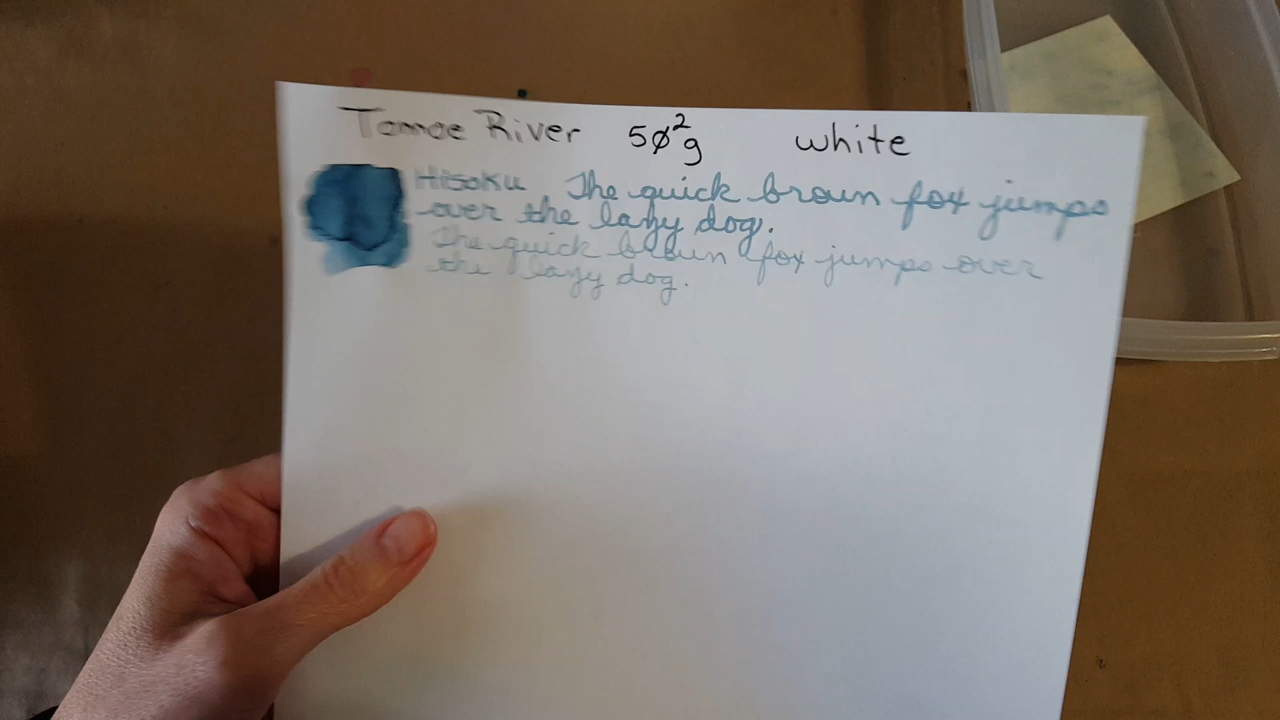 Tomoe River 5ø²g white
Hisoku The quick brown fox jumps
over the lazy dog.
The quick brown fox jumps over
the lazy dog.